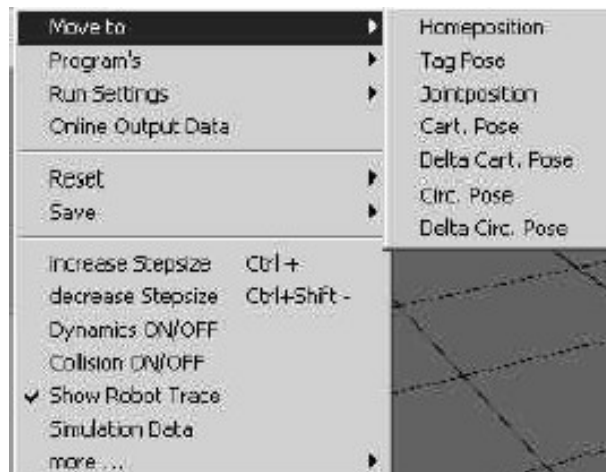 Move to
Program's
Run Settings
Online Output Data
Reset
Save
increase Stepsize Ctrl +
decrease Stepsize Ctrl+Shift -
Dynamics ON/OFF
Collision ON/OFF
Show Robot Trace
Simulation Data
more ...
Homeposition
Tag Pose
Jointposition
Cart. Pose
Delta Cart. Pose
Circ. Pose
Delta Circ. Pose